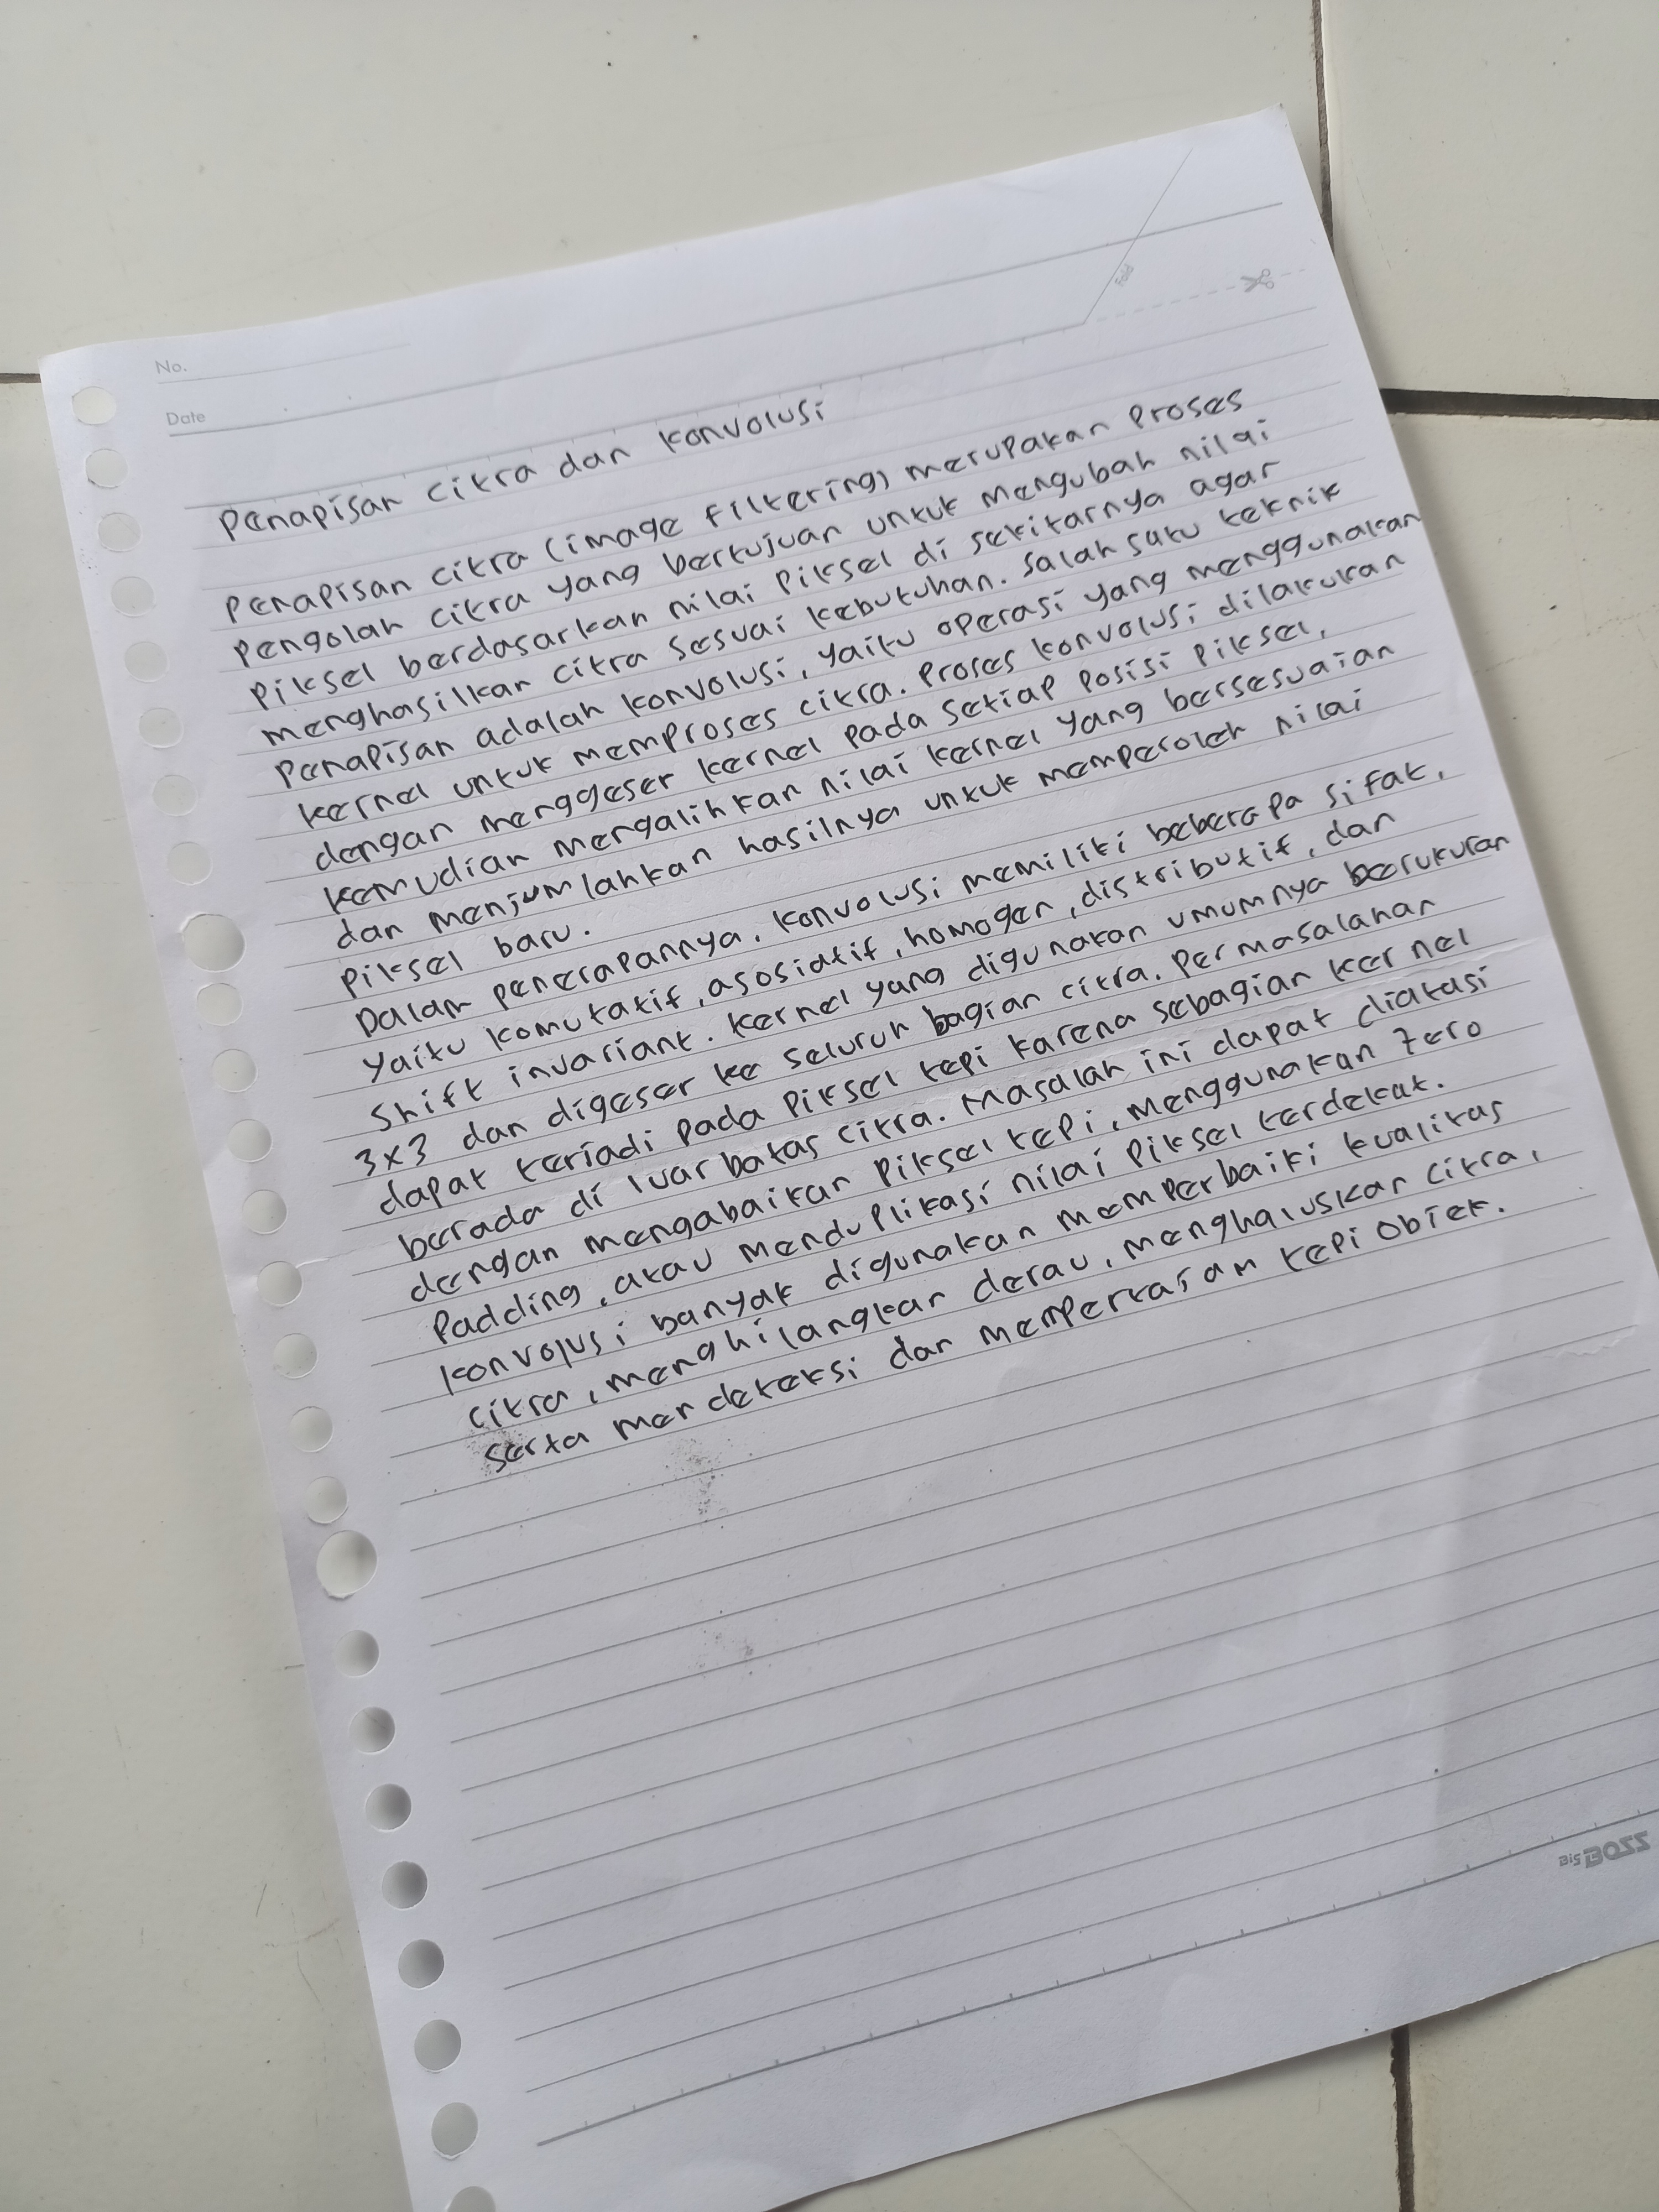 No.
Date
Fold
Penapisan citra dan konvolusi
Penapisan citra (image filtering) merupakan proses
pengolah citra yang bertujuan untuk mengubah nilai
piksel berdasarkan nilai piksel di sekitarnya agar
menghasilkan citra sesuai kebutuhan. Salah satu teknik
penapisan adalah konvolusi, yaitu operasi yang menggunakan
kernel untuk memproses citra. Proses konvolusi dilakukan
dengan menggeser kernel pada setiap posisi piksel,
kemudian mengalihkan nilai kernel yang bersesuaian
dan menjumlahkan hasilnya untuk memperoleh nilai
piksel baru.
Dalam penerapannya, konvolusi memiliki beberapa sifat,
yaitu komutatif, asosiatif, homogen, distributif, dan
shift invariant. Kernel yang digunakan umumnya berukuran
3x3 dan digeser ke seluruh bagian citra. Permasalahan
dapat terjadi pada piksel tepi karena sebagian kernel
berada di luar batas citra. Masalah ini dapat diatasi
dengan mengabaikan piksel tepi, menggunakan zero
padding, atau menduplikasi nilai piksel terdekat.
konvolusi banyak digunakan memperbaiki kualitas
citra, menghilangkan derau, menghaluskan citra,
serta mendeteksi dan mempertajam tepi objek.
Big BOSS